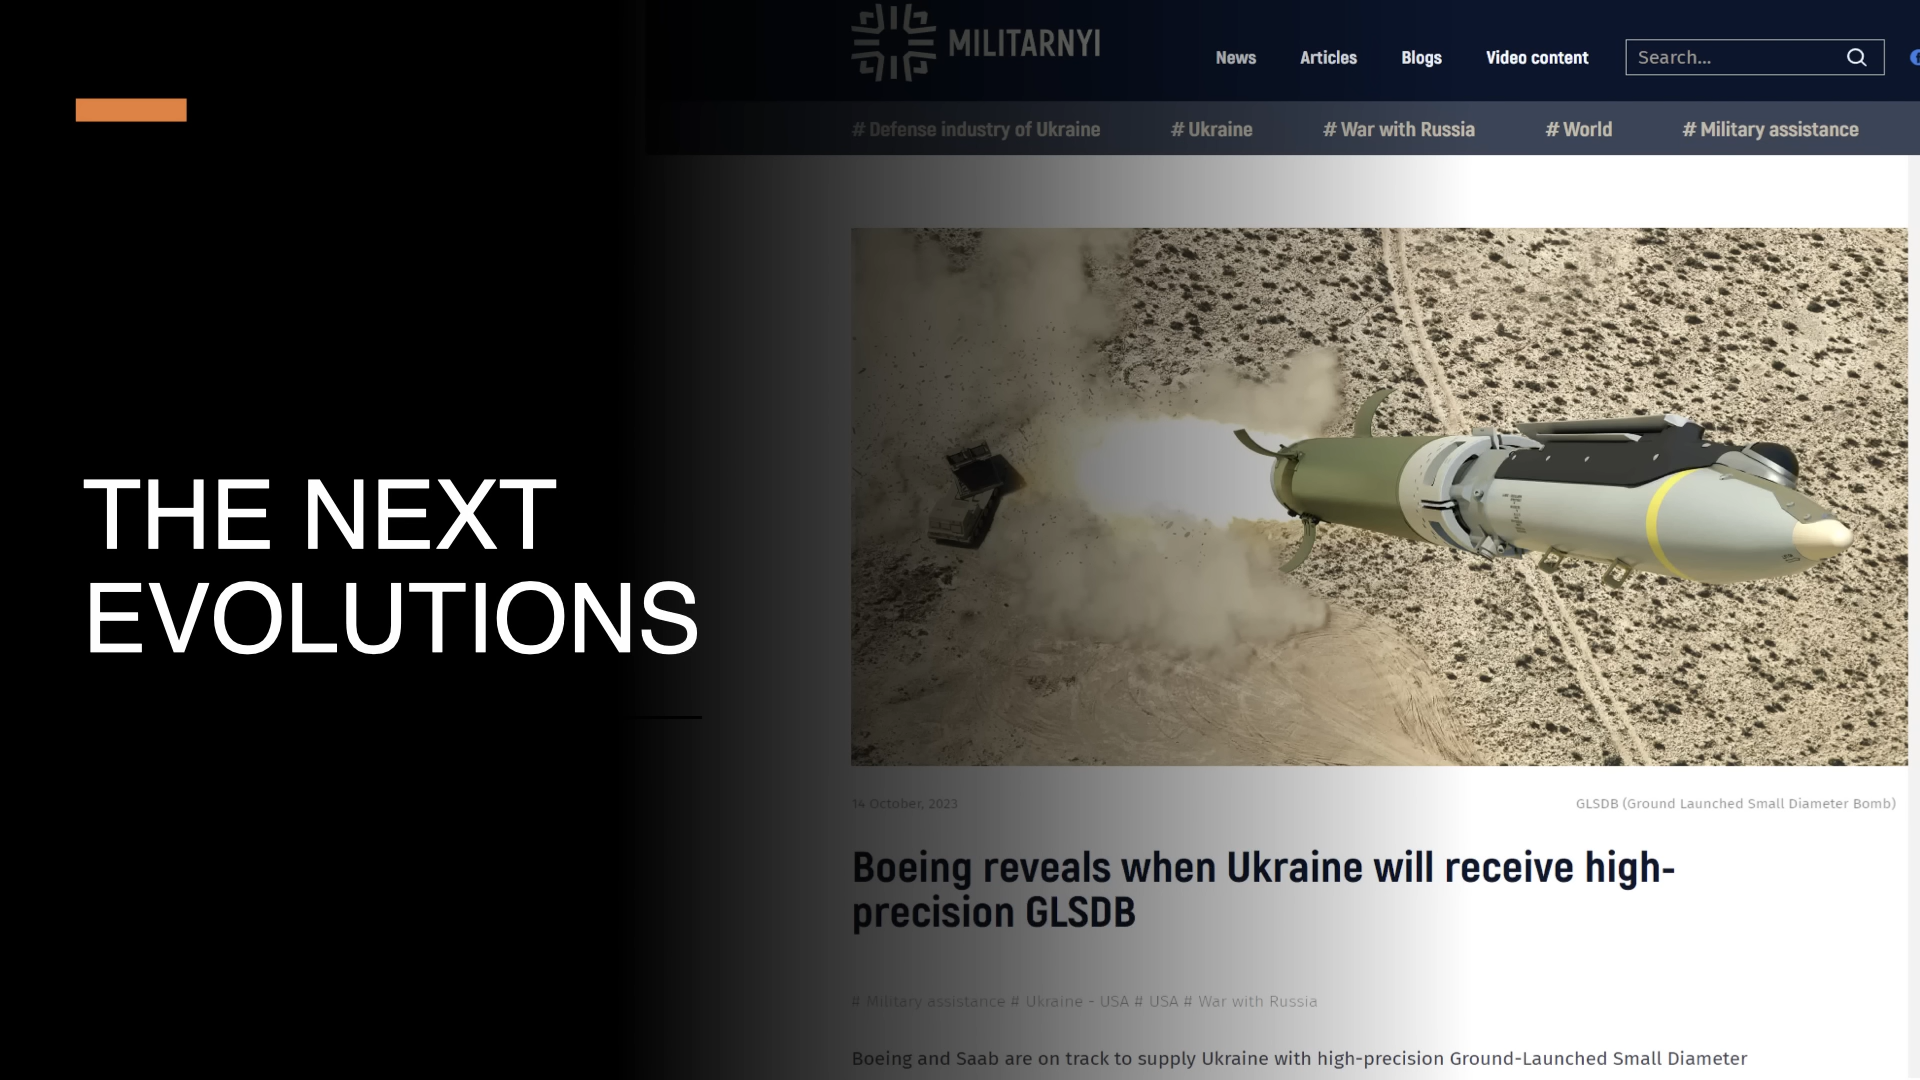 MILITARNYI
News Articles Blogs Video content Search...
# Defense industry of Ukraine # Ukraine # War with Russia # World # Military assistance
THE NEXT
EVOLUTIONS
14 October, 2023 GLSDB (Ground Launched Small Diameter Bomb)
Boeing reveals when Ukraine will receive high-
precision GLSDB
# Military assistance # Ukraine - USA # USA # War with Russia
Boeing and Saab are on track to supply Ukraine with high-precision Ground-Launched Small Diameter